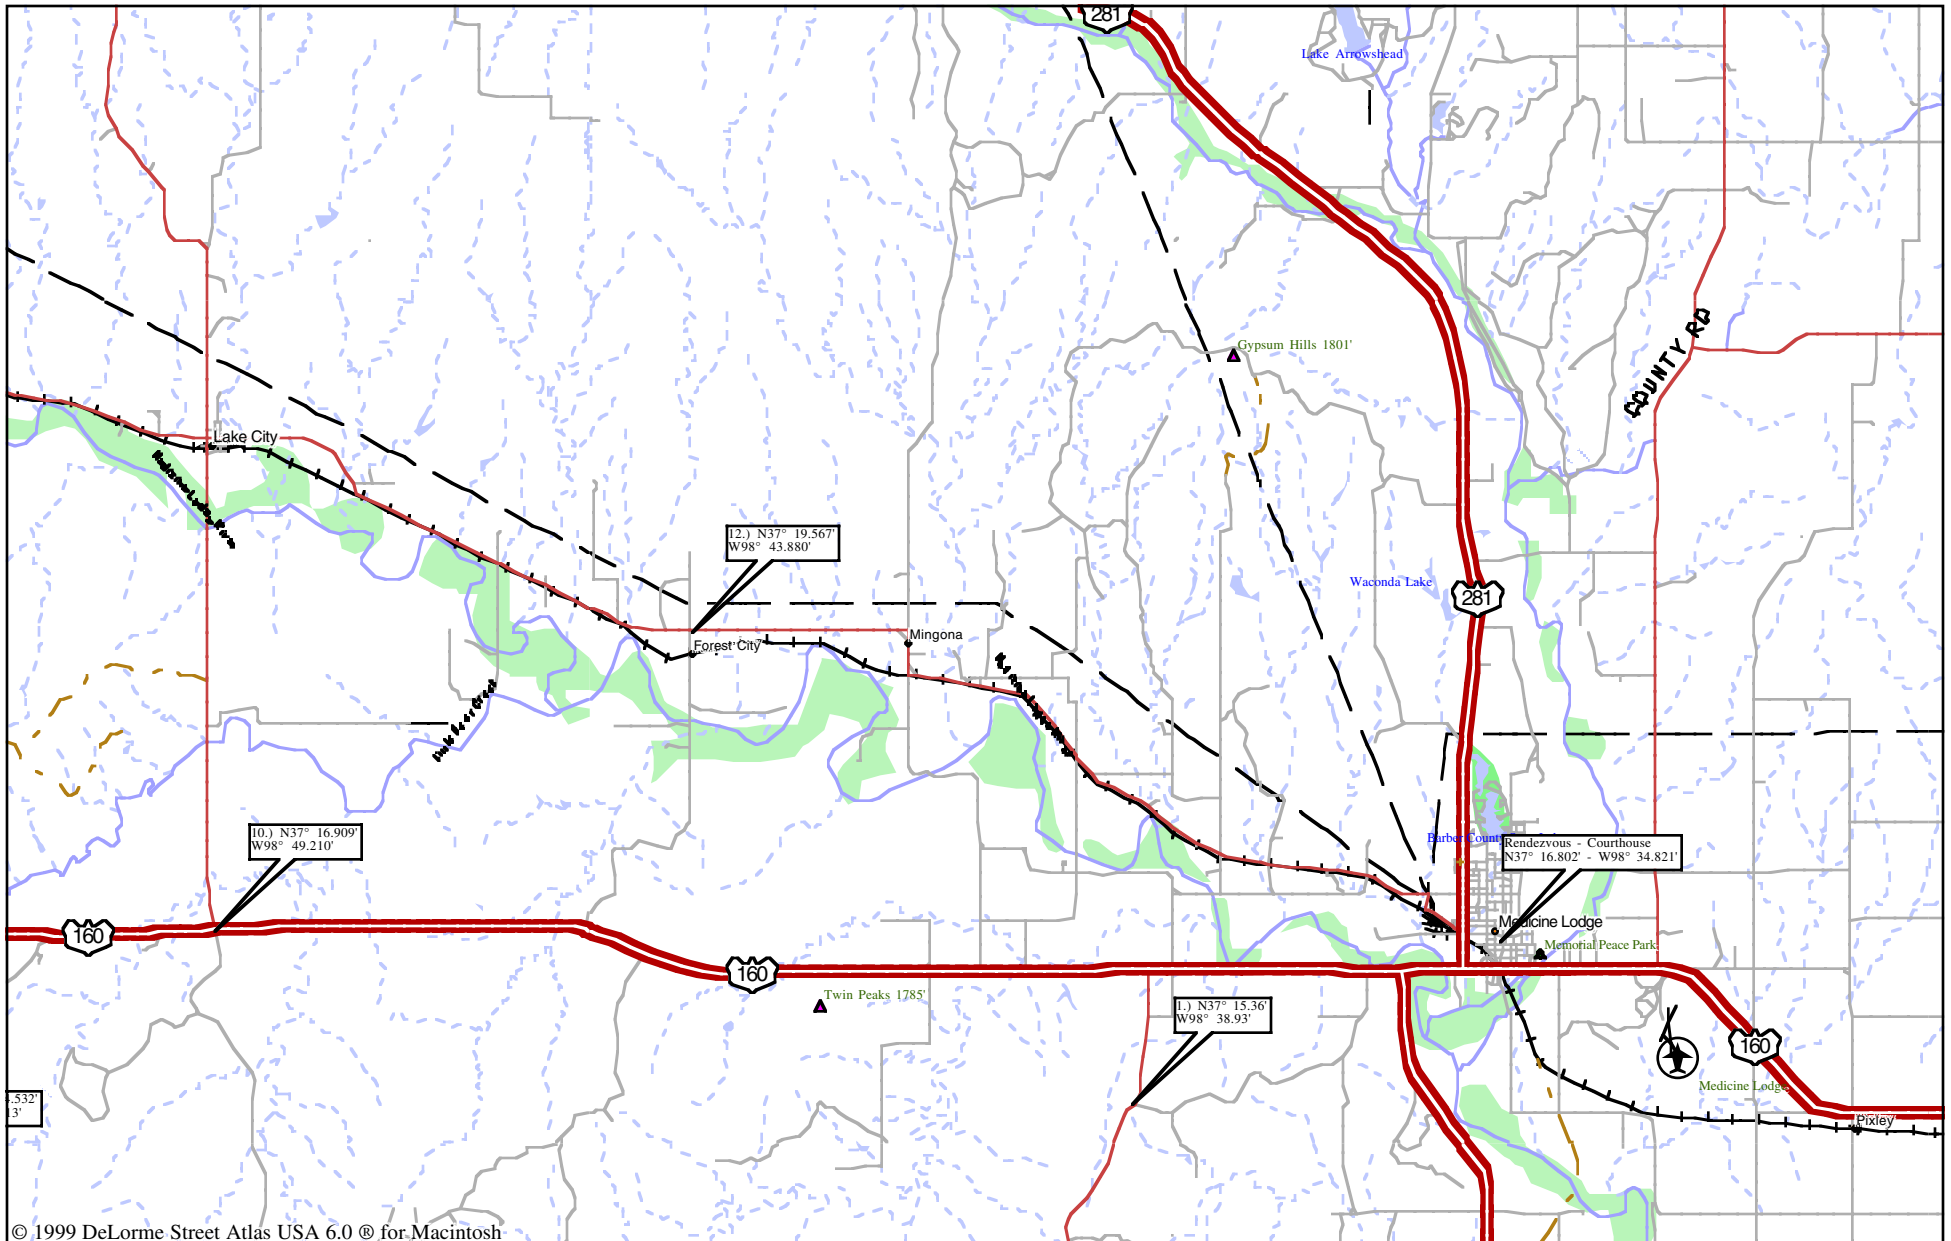 281
Lake Arrowshead
COUNTY RD
Gypsum Hills 1801'
Lake City
12.) N37° 19.567'
W98° 43.880'
Waconda Lake
281
Mingona
Forest City
10.) N37° 16.909'
W98° 49.210'
Barber County
Rendezvous - Courthouse
N37° 16.802' - W98° 34.821'
Medicine Lodge
160
Memorial Peace Park
160
Twin Peaks 1785'
1.) N37° 15.36'
W98° 38.93'
160
Medicine Lodge
.532'
13'
Pixley
© 1999 DeLorme Street Atlas USA 6.0 ® for Macintosh